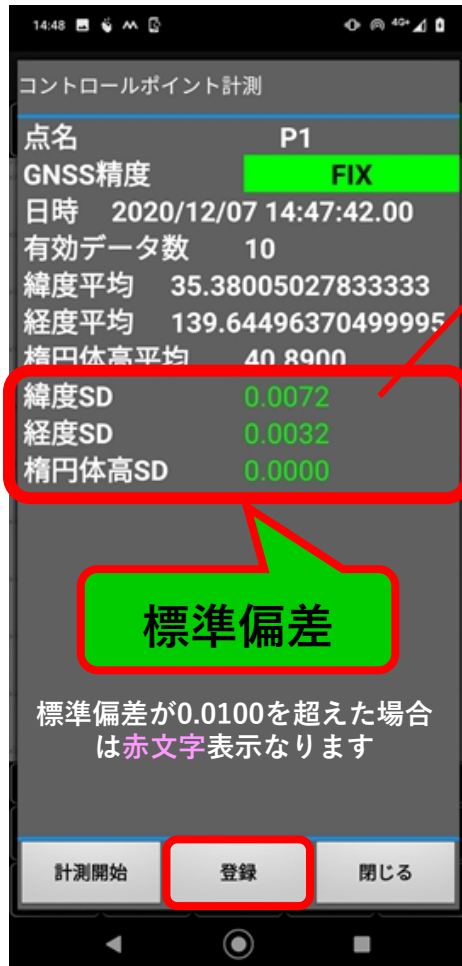 14:48 4G+
コントロールポイント計測
点名 P1
GNSS精度 FIX
日時 2020/12/07 14:47:42.00
有効データ数 10
緯度平均 35.38005027833333
経度平均 139.64496370499995
楕円体高平均 40.8900
緯度SD 0.0072
経度SD 0.0032
楕円体高SD 0.0000
標準偏差
標準偏差が0.0100を超えた場合
は赤文字表示なります
計測開始 登録 閉じる